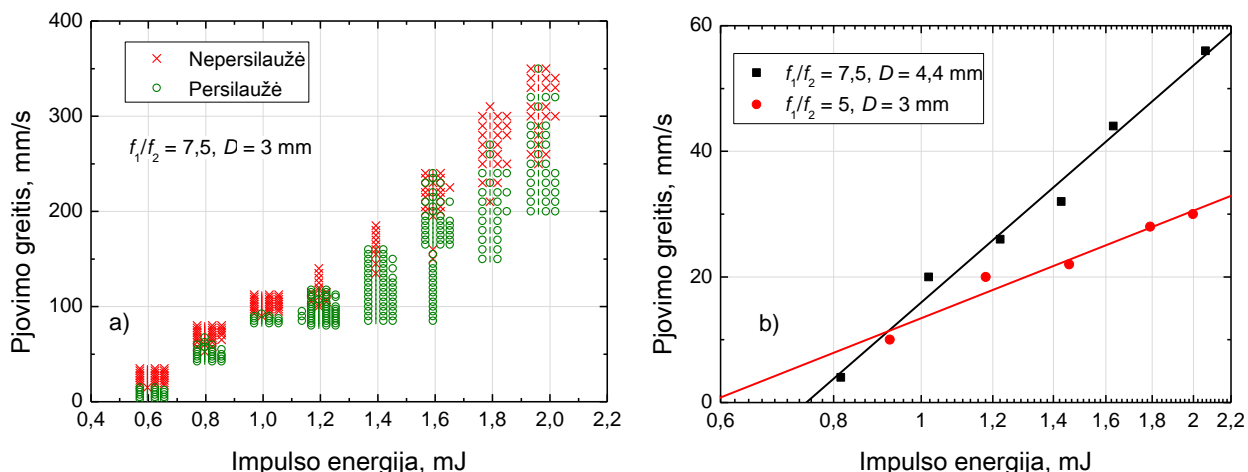 400
300
200
100
0
Pjovimo greitis, mm/s
Nepersilaužė
Persilaužė
f₁/f₂ = 7,5, D = 3 mm
a)
0,4 0,6 0,8 1,0 1,2 1,4 1,6 1,8 2,0 2,2
Impulso energija, mJ
60
40
20
0
Pjovimo greitis, mm/s
f₁/f₂ = 7,5, D = 4,4 mm
f₁/f₂ = 5, D = 3 mm
b)
0,6 0,8 1 1,2 1,4 1,6 1,8 2 2,2
Impulso energija, mJ